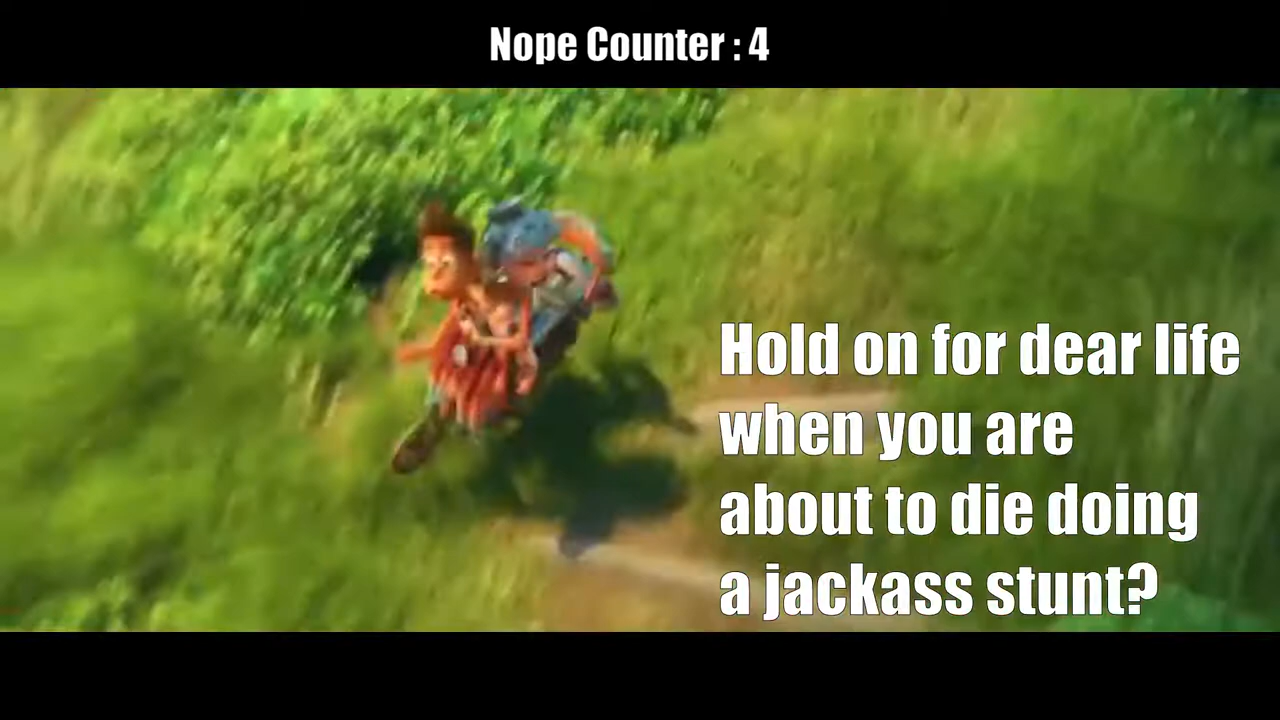 Nope Counter : 4
Hold on for dear life
when you are
about to die doing
a jackass stunt?